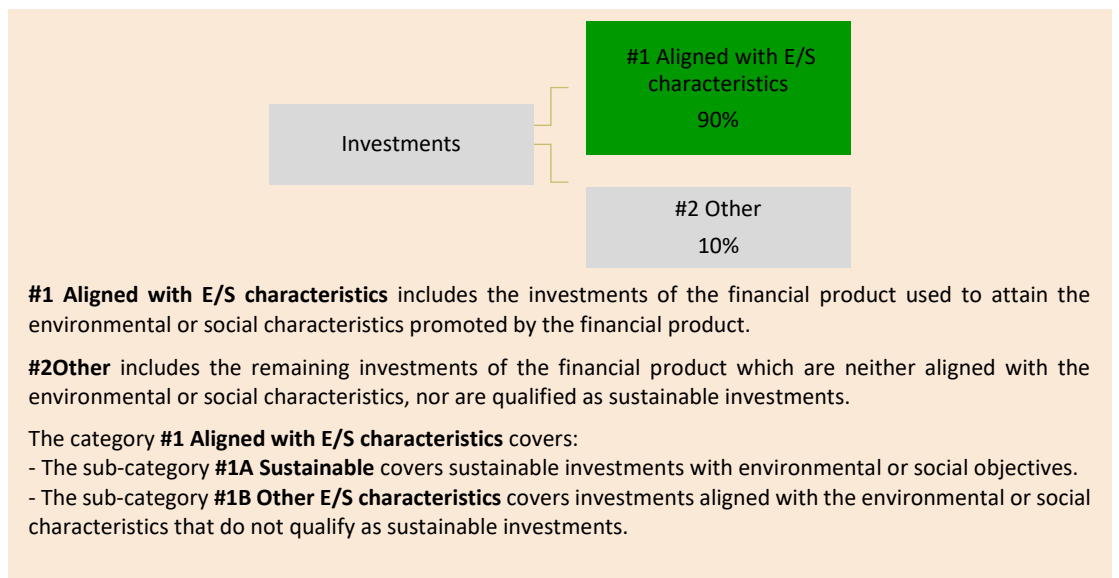 #1 Aligned with E/S
characteristics
90%
Investments
#2 Other
10%
#1 Aligned with E/S characteristics includes the investments of the financial product used to attain the
environmental or social characteristics promoted by the financial product.
#2Other includes the remaining investments of the financial product which are neither aligned with the
environmental or social characteristics, nor are qualified as sustainable investments.
The category #1 Aligned with E/S characteristics covers:
- The sub-category #1A Sustainable covers sustainable investments with environmental or social objectives.
- The sub-category #1B Other E/S characteristics covers investments aligned with the environmental or social
characteristics that do not qualify as sustainable investments.